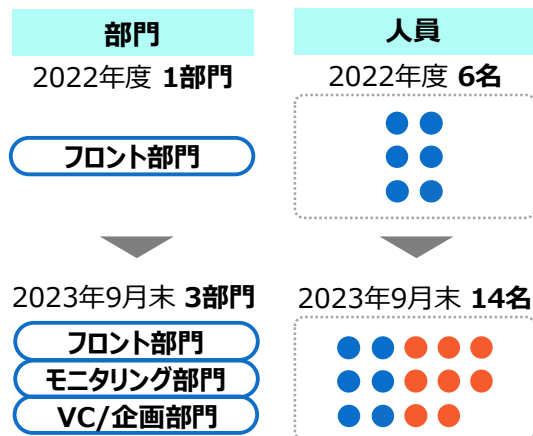 部門
2022年度 1部門
フロント部門
2023年9月末 3部門
フロント部門
モニタリング部門
VC/企画部門
人員
2022年度 6名
2023年9月末 14名